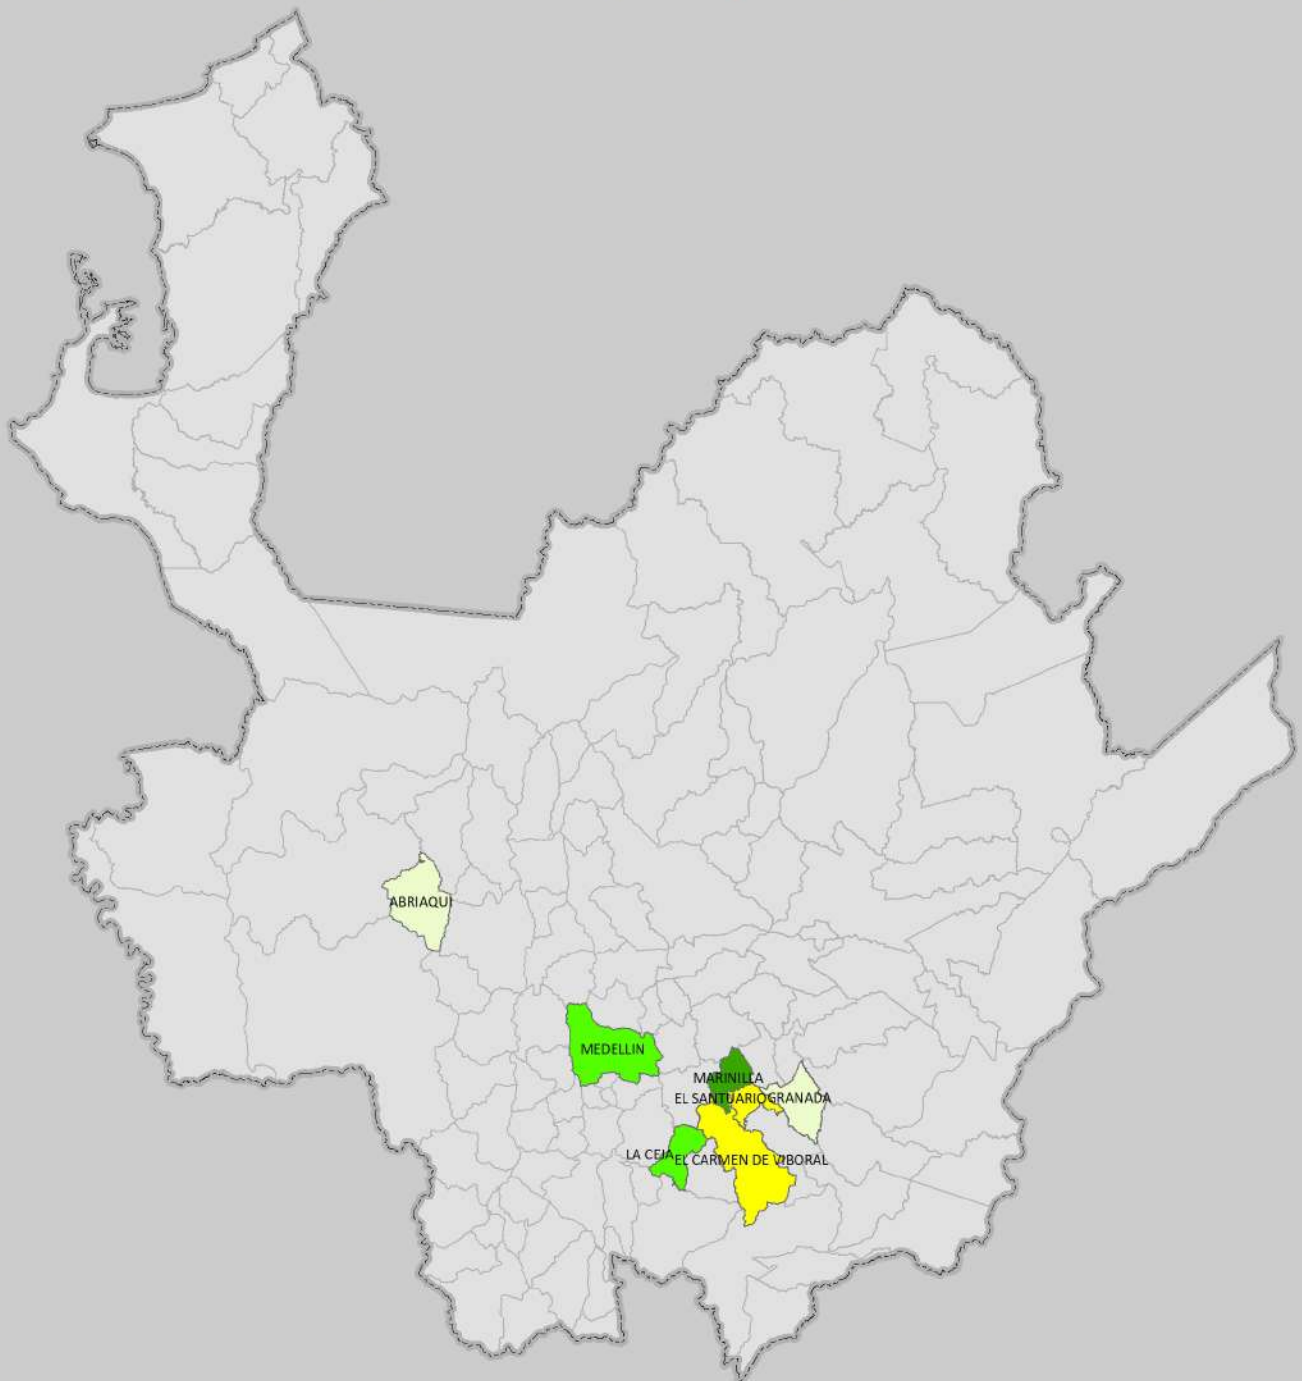 ABRIAQUI
MEDELLIN
MARINILLA
EL SANTUARIO
GRANADA
LA CEJA
EL CARMEN DE VIBORAL